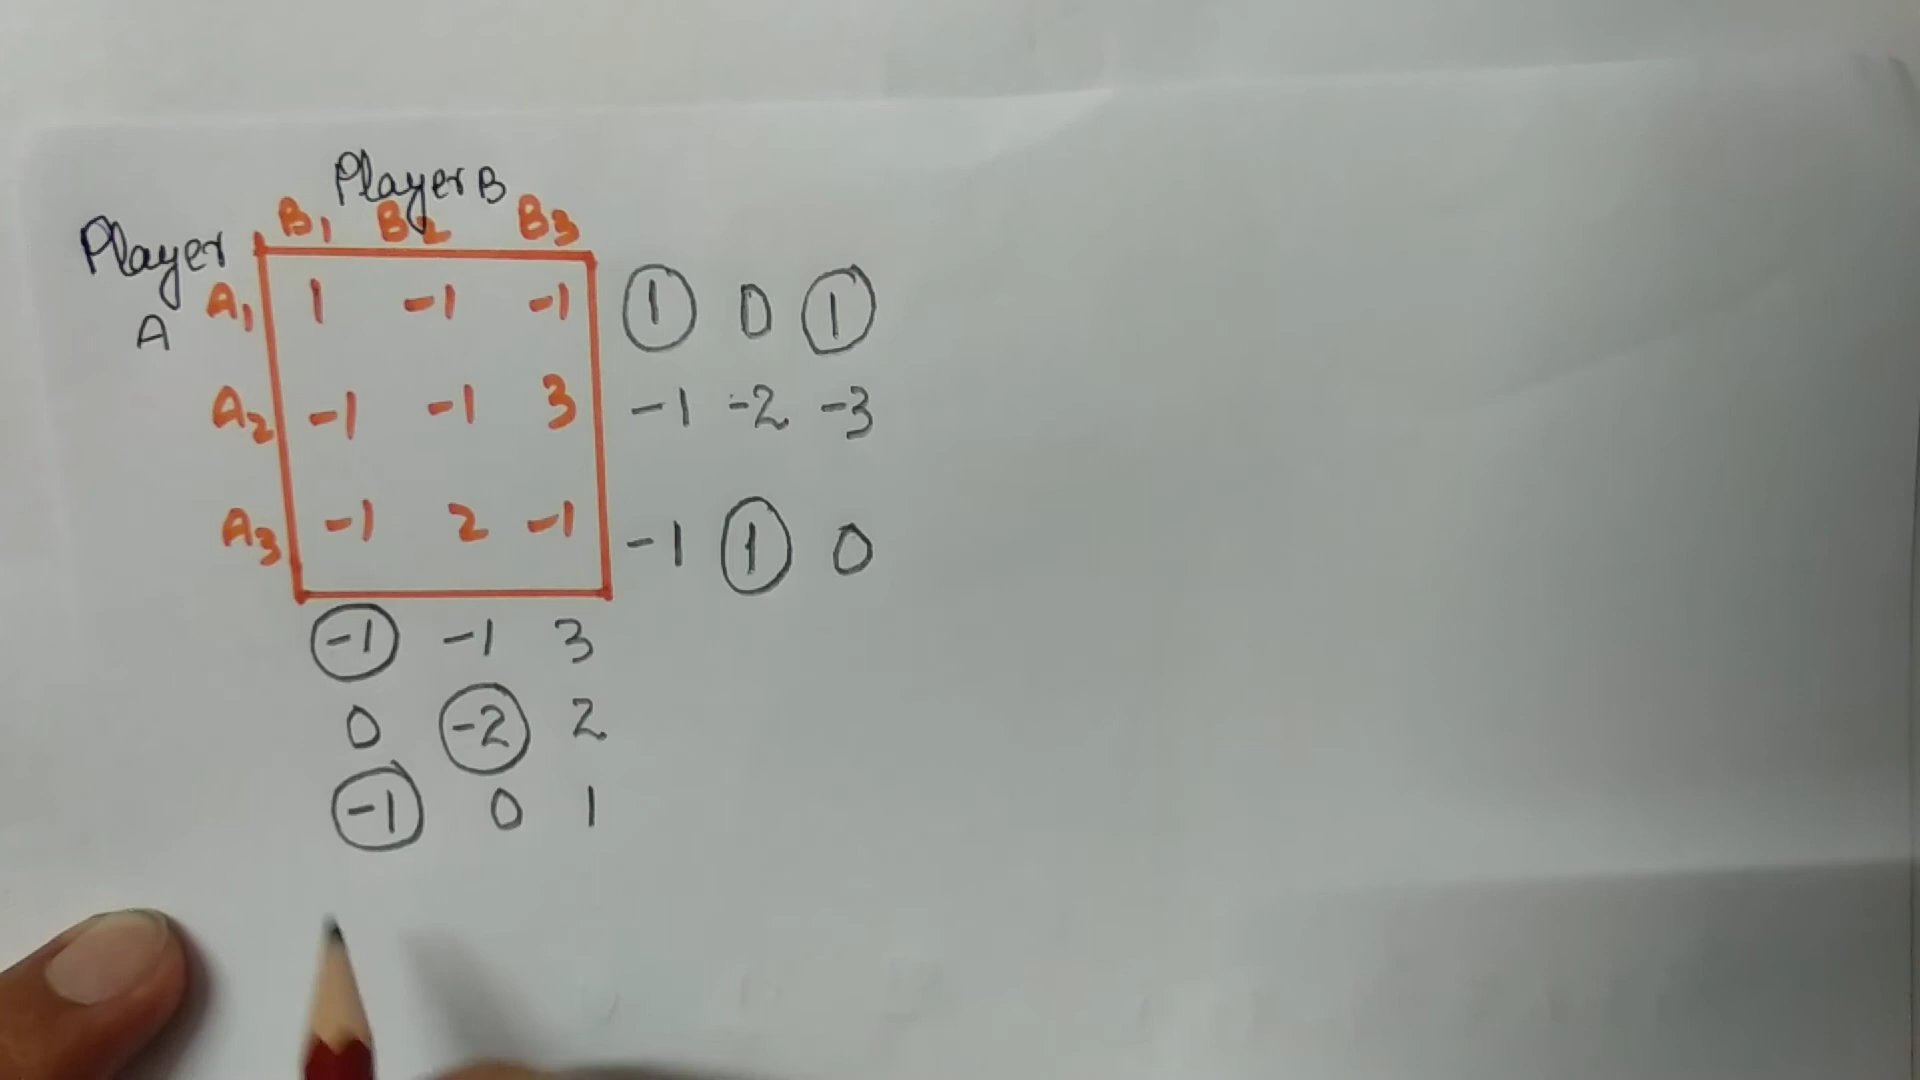 Player B
B1 B2 B3
Player A
A1 1 -1 -1 1 0 1
A2 -1 -1 3 -1 -2 -3
A3 -1 2 -1 -1 1 0
-1 -1 3
0 -2 2
-1 0 1